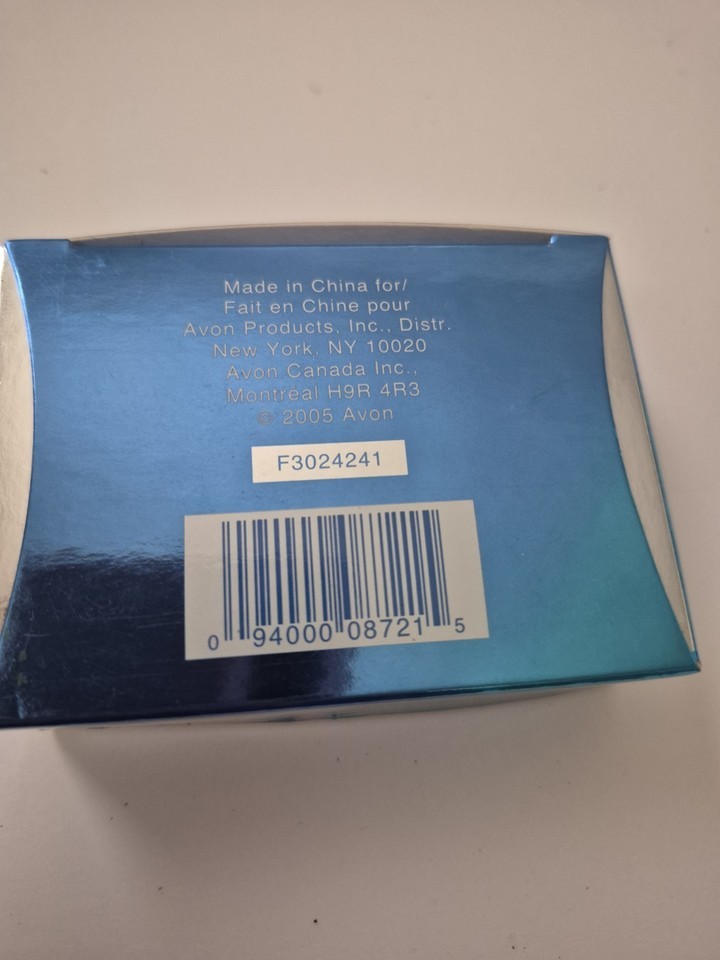 Made in China for/
Fait en Chine pour
Avon Products, Inc., Distr.
New York, NY 10020
Avon Canada Inc.,
Montréal H9R 4R3
© 2005 Avon
F3024241
0 94000 08721 5